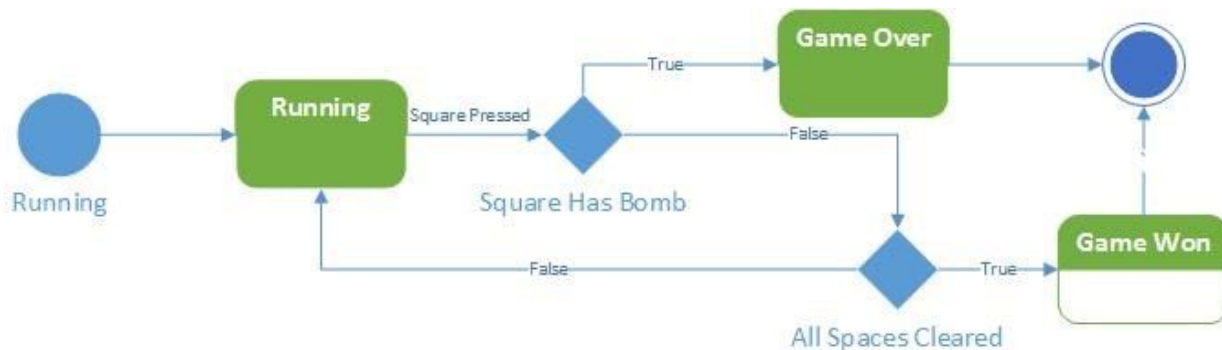 Game Over
True
Running
Square Pressed
False
Running
Square Has Bomb
Game Won
False
True
All Spaces Cleared